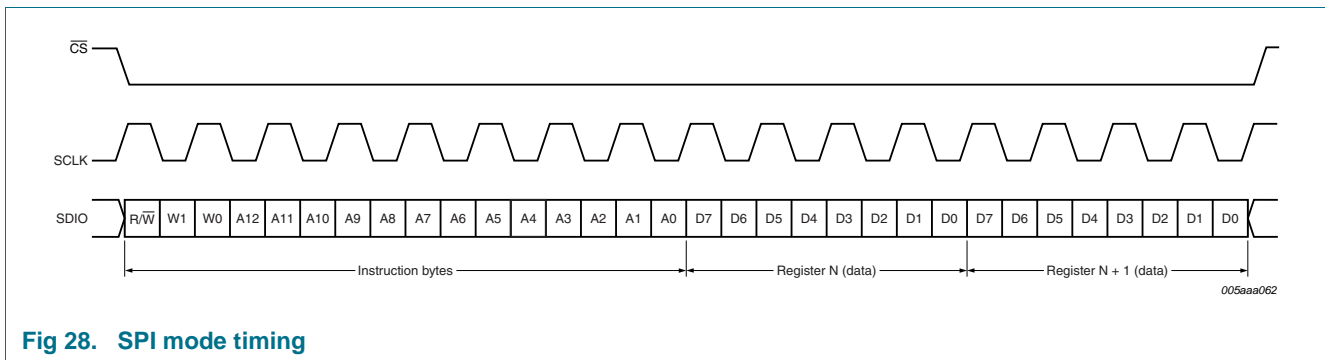 CS
SCLK
SDIO R/W W1 W0 A12 A11 A10 A9 A8 A7 A6 A5 A4 A3 A2 A1 A0 D7 D6 D5 D4 D3 D2 D1 D0 D7 D6 D5 D4 D3 D2 D1 D0
Instruction bytes Register N (data) Register N + 1 (data)
005aaa062
Fig 28. SPI mode timing